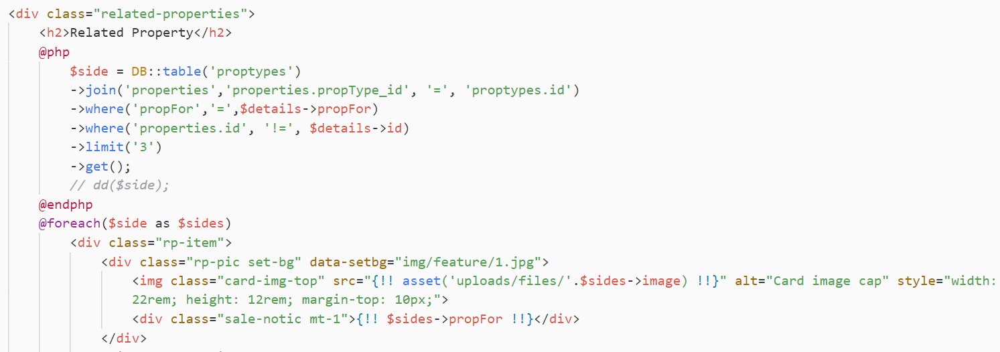 <div class="related-properties">
<h2>Related Property</h2>
@php
$side = DB::table('proptypes')
->join('properties','properties.propType_id', '=', 'proptypes.id')
->where('propFor','=',$details->propFor)
->where('properties.id', '!=', $details->id)
->limit('3')
->get();
// dd($side);
@endphp
@foreach($side as $sides)
<div class="rp-item">
<div class="rp-pic set-bg" data-setbg="img/feature/1.jpg">
<img class="card-img-top" src="{!! asset('uploads/files/'.$sides->image) !!}" alt="Card image cap" style="width:
22rem; height: 12rem; margin-top: 10px;">
<div class="sale-notic mt-1">{!! $sides->propFor !!}</div>
</div>